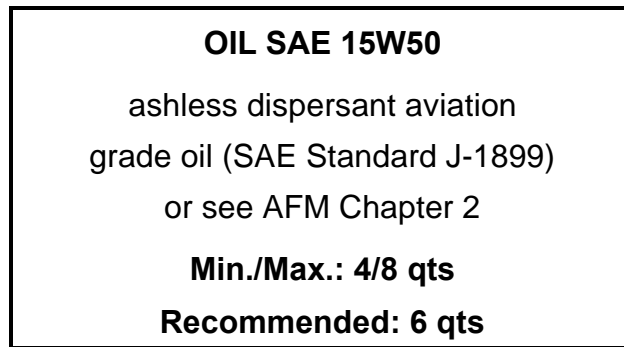 OIL SAE 15W50
ashless dispersant aviation
grade oil (SAE Standard J-1899)
or see AFM Chapter 2
Min./Max.: 4/8 qts
Recommended: 6 qts